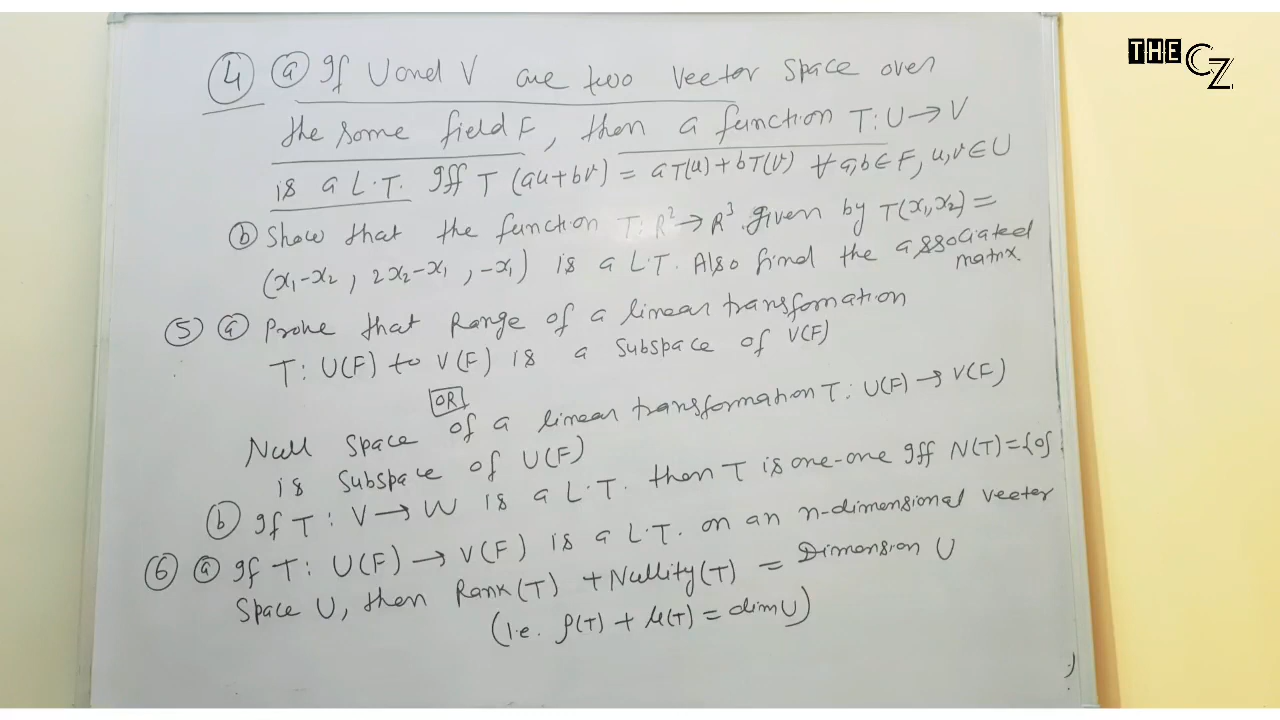 THE CZ
④ ⓐ If U and V are two vector space over
the same field F, then a function T: U → V
is a L.T. Iff T (au+bv) = aT(u) + bT(v) ∀ a,b ∈ F, u,v ∈ U
ⓑ Show that the function T: R² → R³ given by T(x₁,x₂) =
(x₁-x₂, 2x₂-x₁, -x₁) is a L.T. Also find the associated
matrix
⑤ ⓐ Prove that Range of a linear transformation
T: U(F) to V(F) is a subspace of V(F)
OR
Null space of a linear transformation T: U(F) → V(F)
is subspace of U(F)
ⓑ If T: V → W is a L.T. then T is one-one Iff N(T) = {0}
⑥ ⓐ If T: U(F) → V(F) is a L.T. on an n-dimensional vector
space U, then Rank(T) + Nullity(T) = Dimension U
(i.e. ρ(T) + μ(T) = dim U)